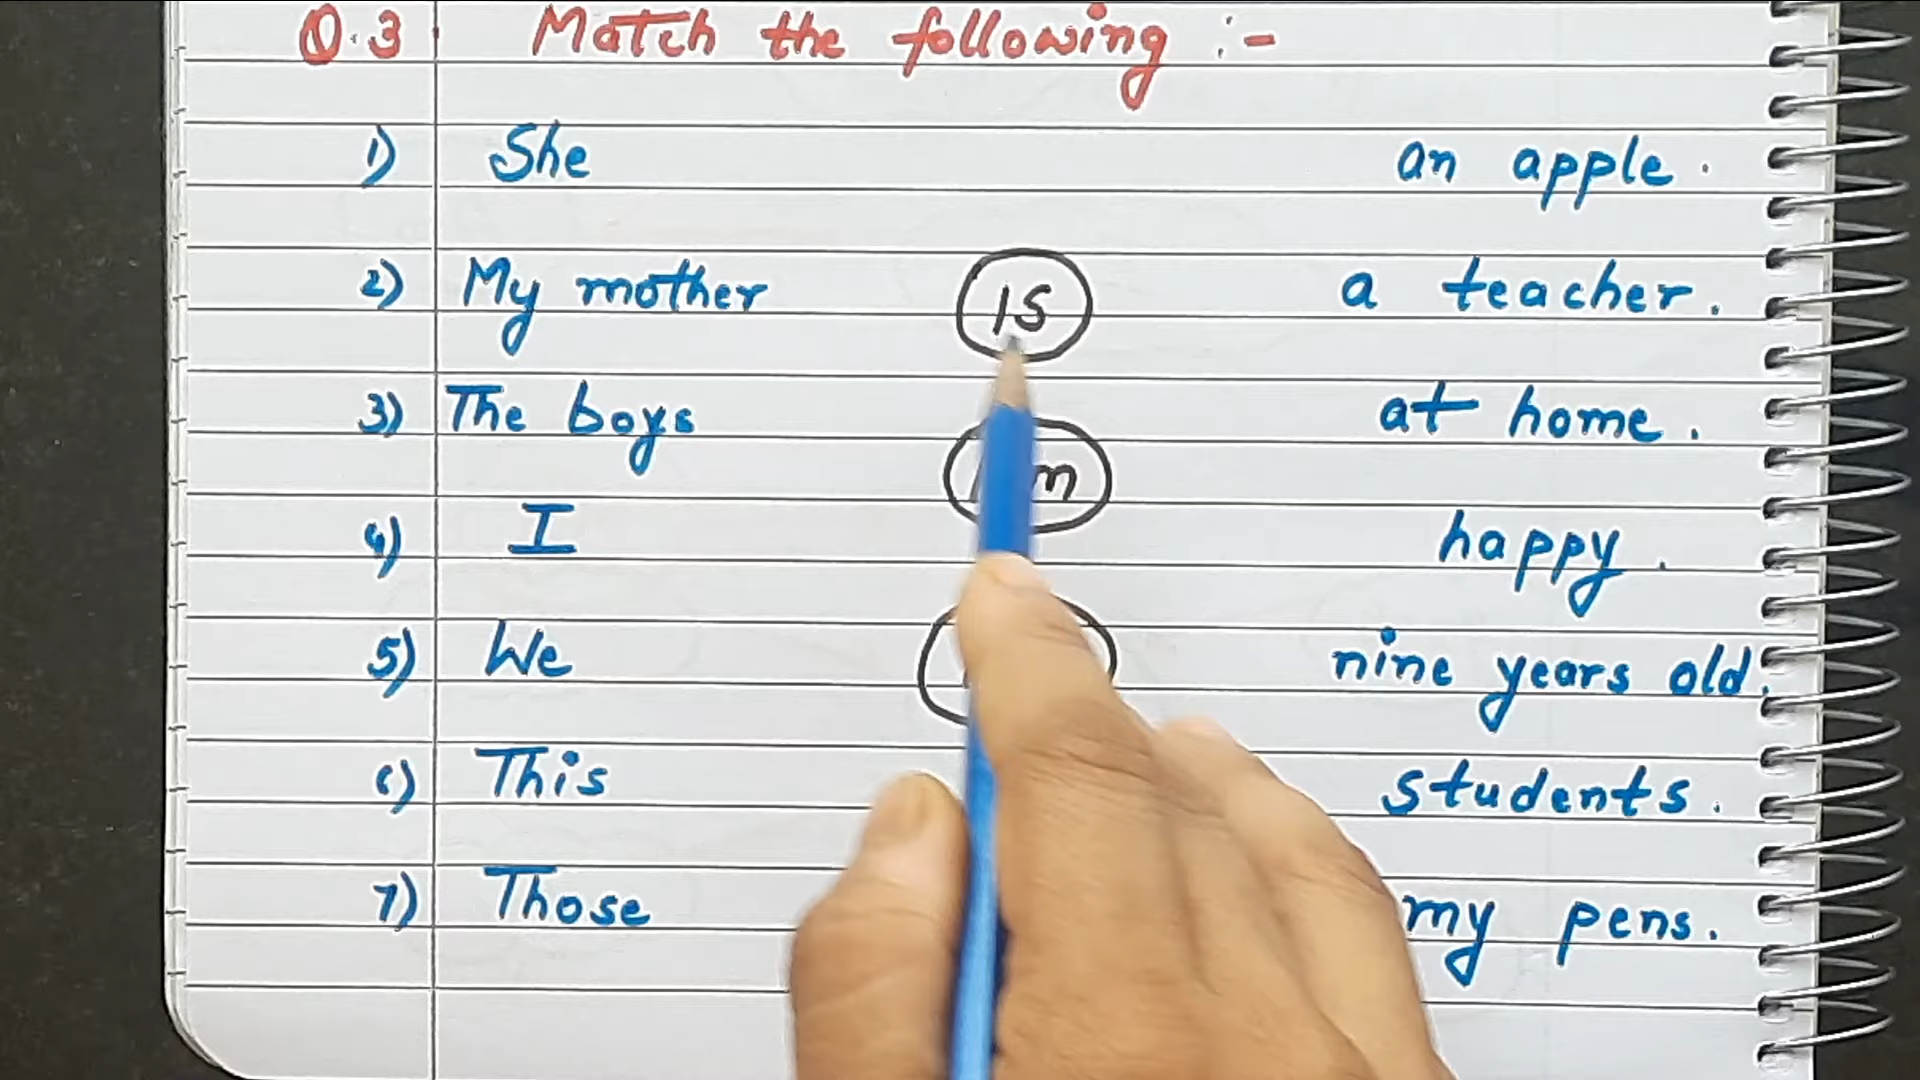 Q.3 Match the following :-
1) She an apple.
2) My mother is a teacher.
3) The boys at home.
4) I happy.
5) We nine years old.
6) This students.
7) Those my pens.